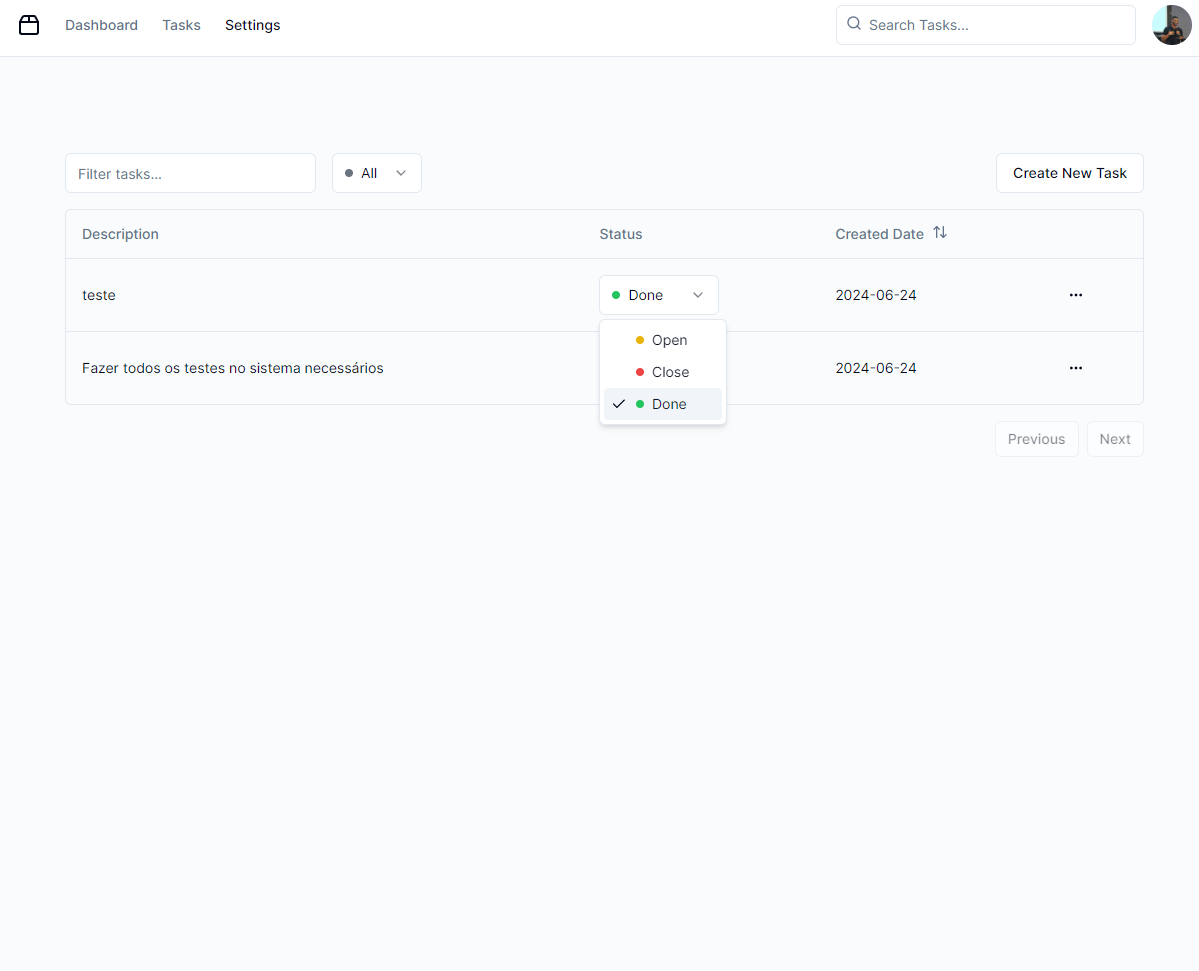 Dashboard Tasks Settings Search Tasks...
Filter tasks... All Create New Task
Description Status Created Date
teste Done 2024-06-24
Open
Fazer todos os testes no sistema necessários 2024-06-24
Close
Done
Previous Next